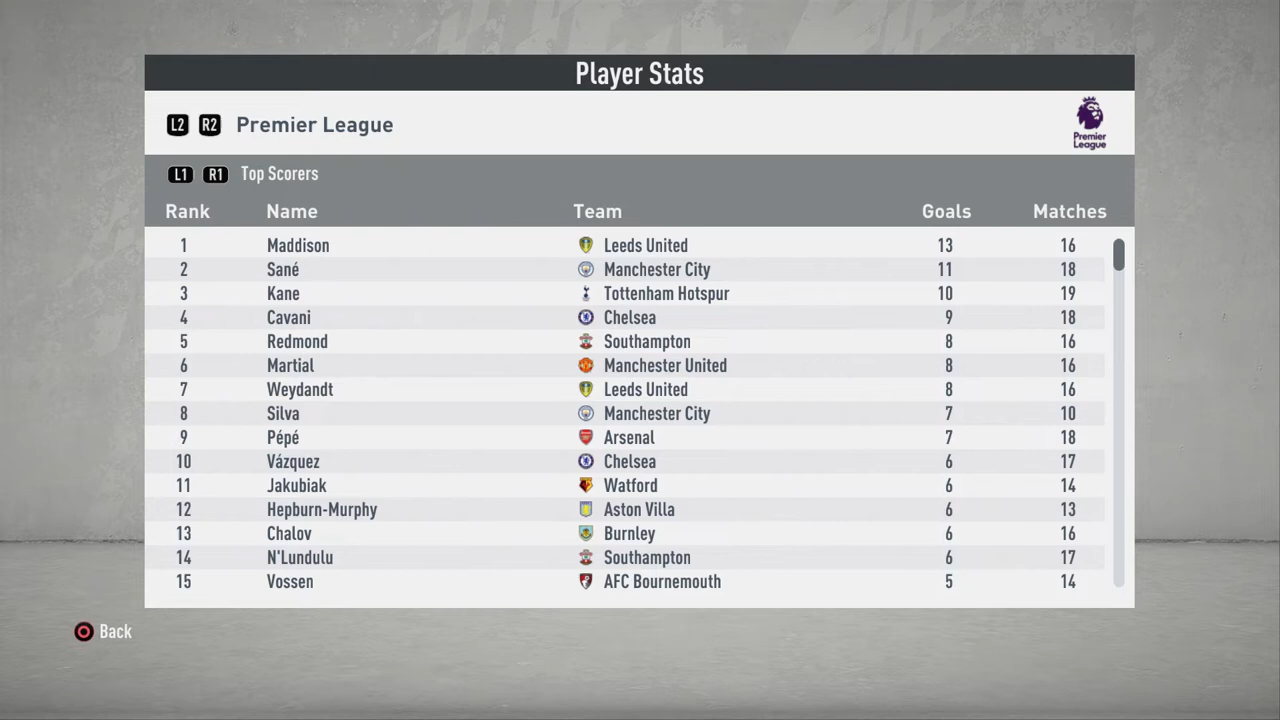 Player Stats
L2 R2 Premier League
Premier League
L1 R1 Top Scorers
Rank Name Team Goals Matches
1 Maddison Leeds United 13 16
2 Sané Manchester City 11 18
3 Kane Tottenham Hotspur 10 19
4 Cavani Chelsea 9 18
5 Redmond Southampton 8 16
6 Martial Manchester United 8 16
7 Weydandt Leeds United 8 16
8 Silva Manchester City 7 10
9 Pépé Arsenal 7 18
10 Vázquez Chelsea 6 17
11 Jakubiak Watford 6 14
12 Hepburn-Murphy Aston Villa 6 13
13 Chalov Burnley 6 16
14 N'Lundulu Southampton 6 17
15 Vossen AFC Bournemouth 5 14
Back